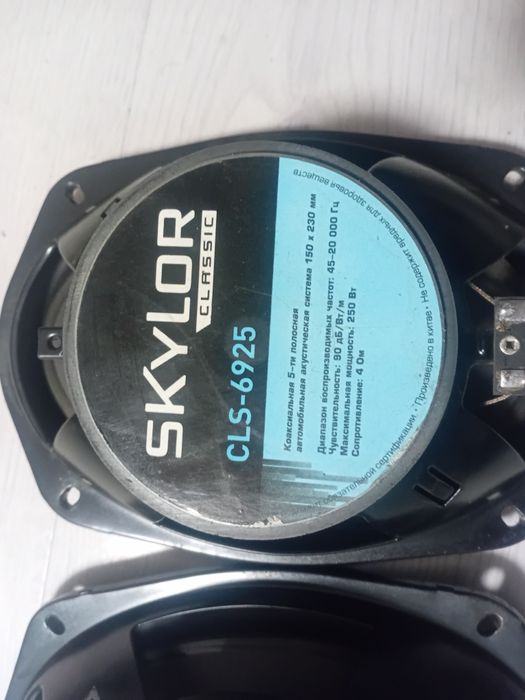 SKYLOR
CLASSIC
CLS-6925
Коаксиальная 5-ти полосная
автомобильная акустическая система 150 x 230 мм
Диапазон воспроизводимых частот: 45-20 000 Гц
Чувствительность: 90 дБ/Вт/м
Максимальная мощность: 250 Вт
Сопротивление: 4 Ом
обязательной сертификации • Произведено в китае • Не содержит вредных для здоровья веществ